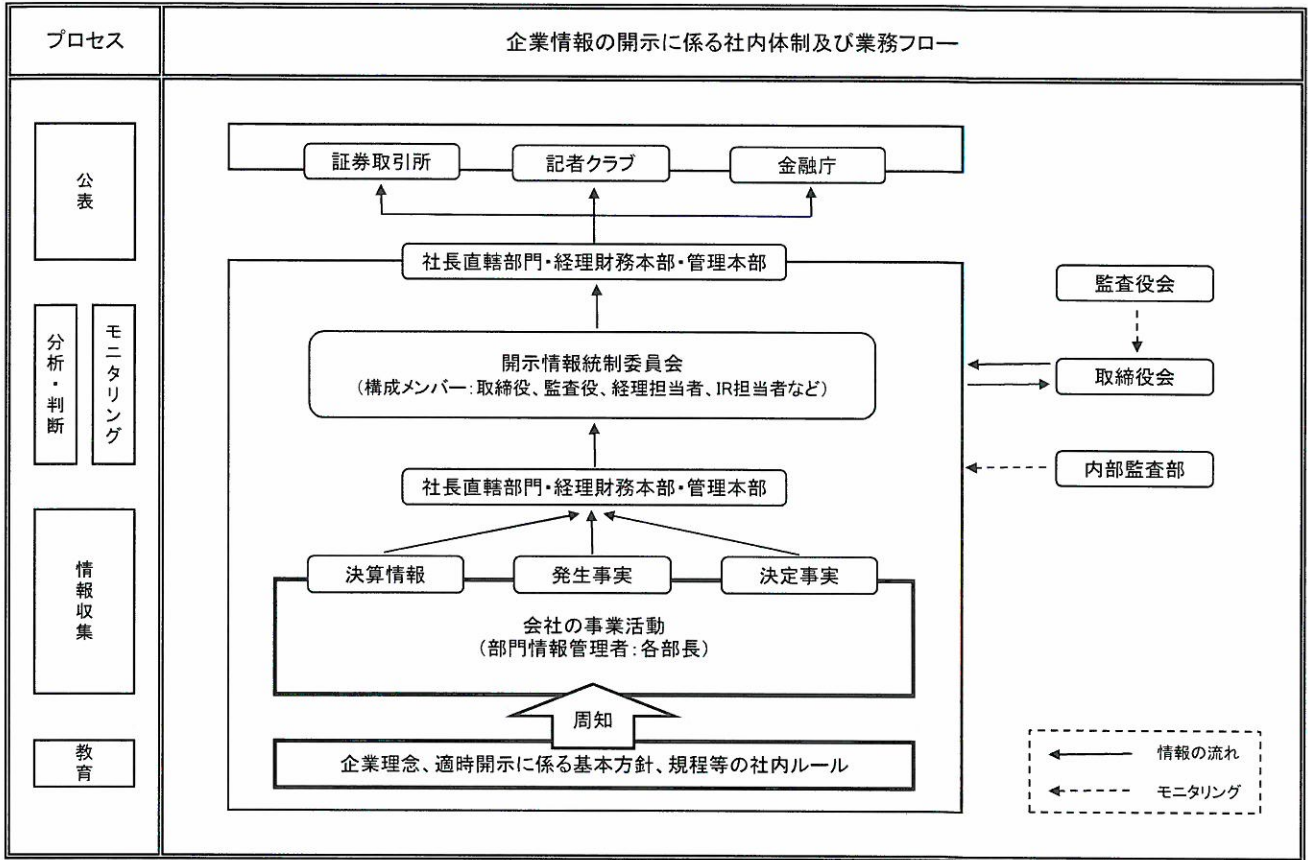 プロセス
企業情報の開示に係る社内体制及び業務フロー
公表
証券取引所
記者クラブ
金融庁
社長直轄部門・経理財務本部・管理本部
監査役会
分析・判断
モニタリング
開示情報統制委員会
（構成メンバー：取締役、監査役、経理担当者、IR担当者など）
取締役会
社長直轄部門・経理財務本部・管理本部
内部監査部
情報収集
決算情報
発生事実
決定事実
会社の事業活動
（部門情報管理者：各部長）
周知
教育
企業理念、適時開示に係る基本方針、規程等の社内ルール
情報の流れ
モニタリング